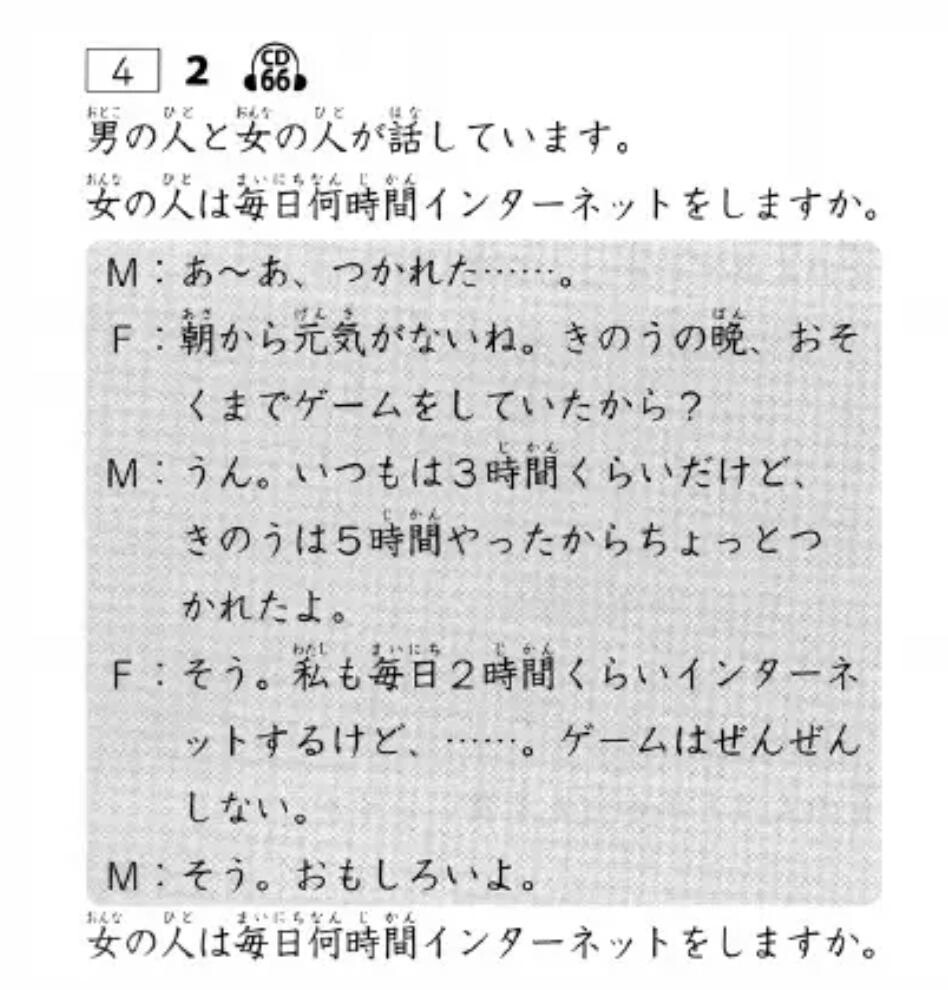 4 2 CD 66
男の人と女の人が話しています。
女の人は毎日何時間インターネットをしますか。
M：あ～あ、つかれた……。
F：朝から元気がないね。きのうの晩、おそ
くまでゲームをしていたから？
M：うん。いつもは３時間くらいだけど、
きのうは５時間やったからちょっとつ
かれたよ。
F：そう。私も毎日２時間くらいインターネ
ットするけど、……。ゲームはぜんぜん
しない。
M：そう。おもしろいよ。
女の人は毎日何時間インターネットをしますか。